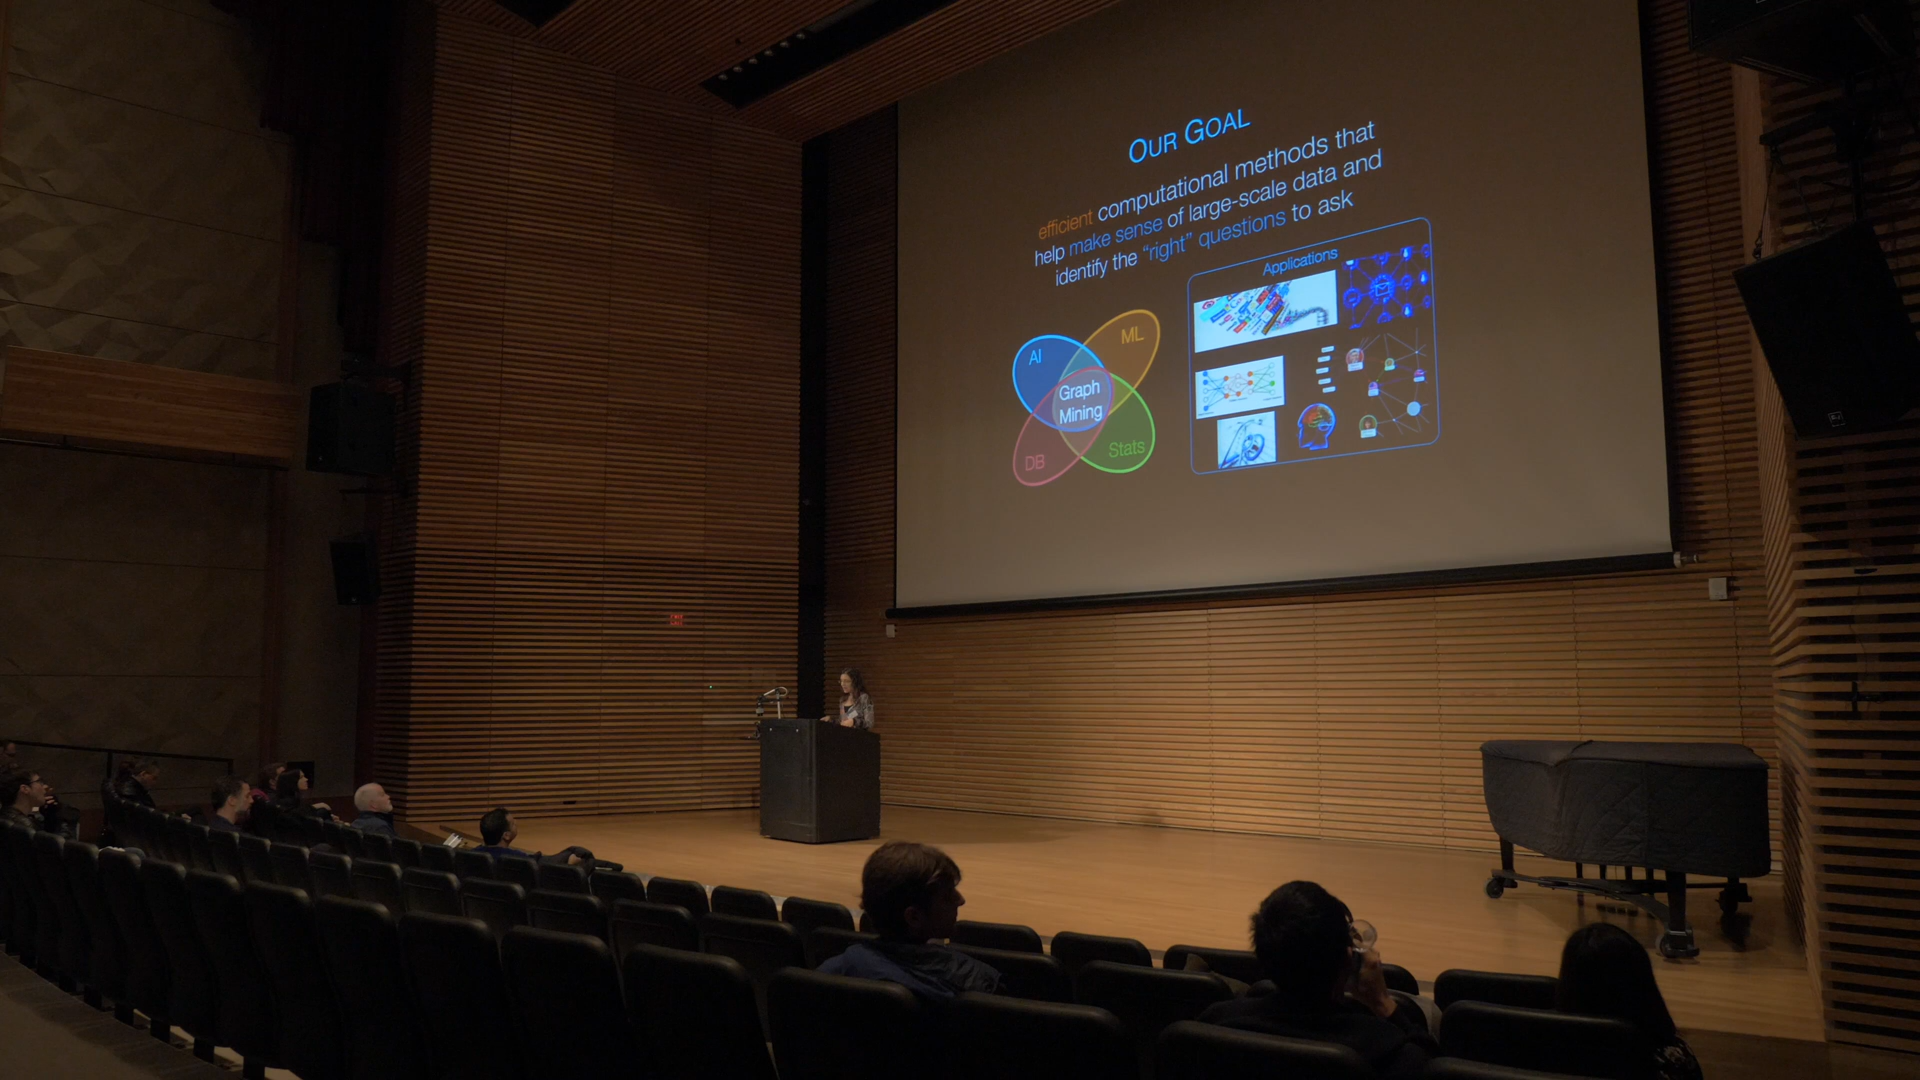 OUR GOAL
efficient computational methods that
help make sense of large-scale data and
identify the "right" questions to ask
Applications
AI
ML
Graph
Mining
DB
Stats